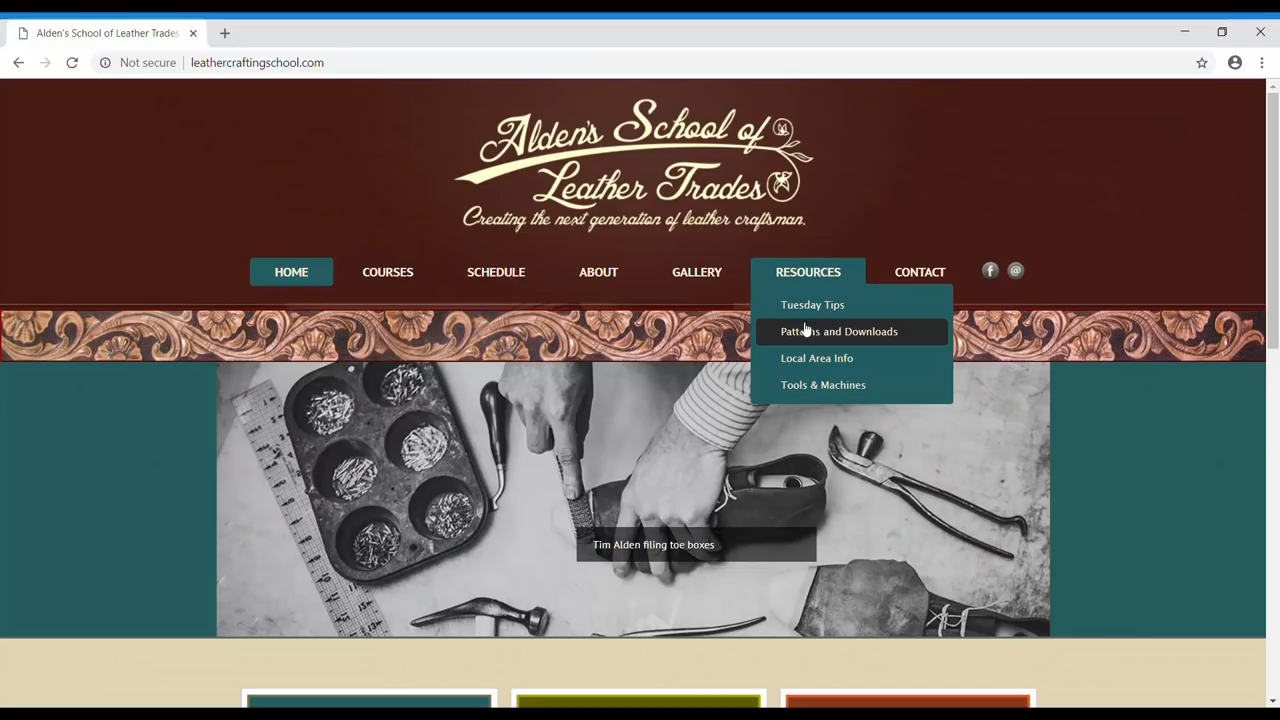 Alden's School of Leather Trades
Not secure
leathercraftingschool.com
Alden's School of
Leather Trades
Creating the next generation of leather craftsman.
HOME
COURSES
SCHEDULE
ABOUT
GALLERY
RESOURCES
CONTACT
Tuesday Tips
Patterns and Downloads
Local Area Info
Tools & Machines
Tim Alden filing toe boxes